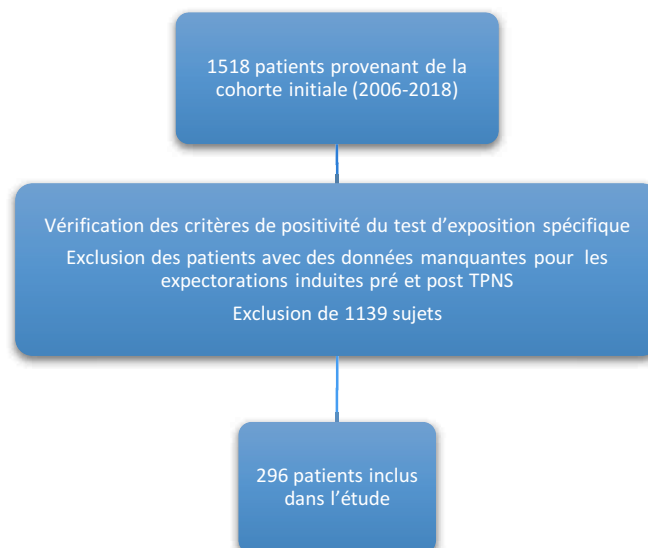 1518 patients provenant de la
cohorte initiale (2006-2018)
Vérification des critères de positivité du test d'exposition spécifique
Exclusion des patients avec des données manquantes pour les
expectorations induites pré et post TPNS
Exclusion de 1139 sujets
296 patients inclus
dans l'étude